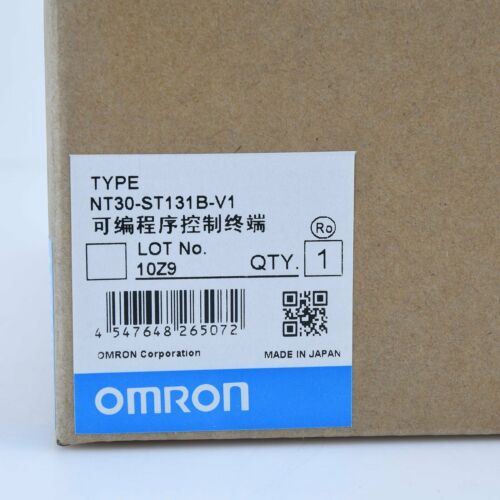 TYPE
NT30-ST131B-V1
可编程序控制终端
Ro
LOT No.
10Z9
QTY. 1
4 547648 265072
OMRON Corporation
MADE IN JAPAN
OMRON